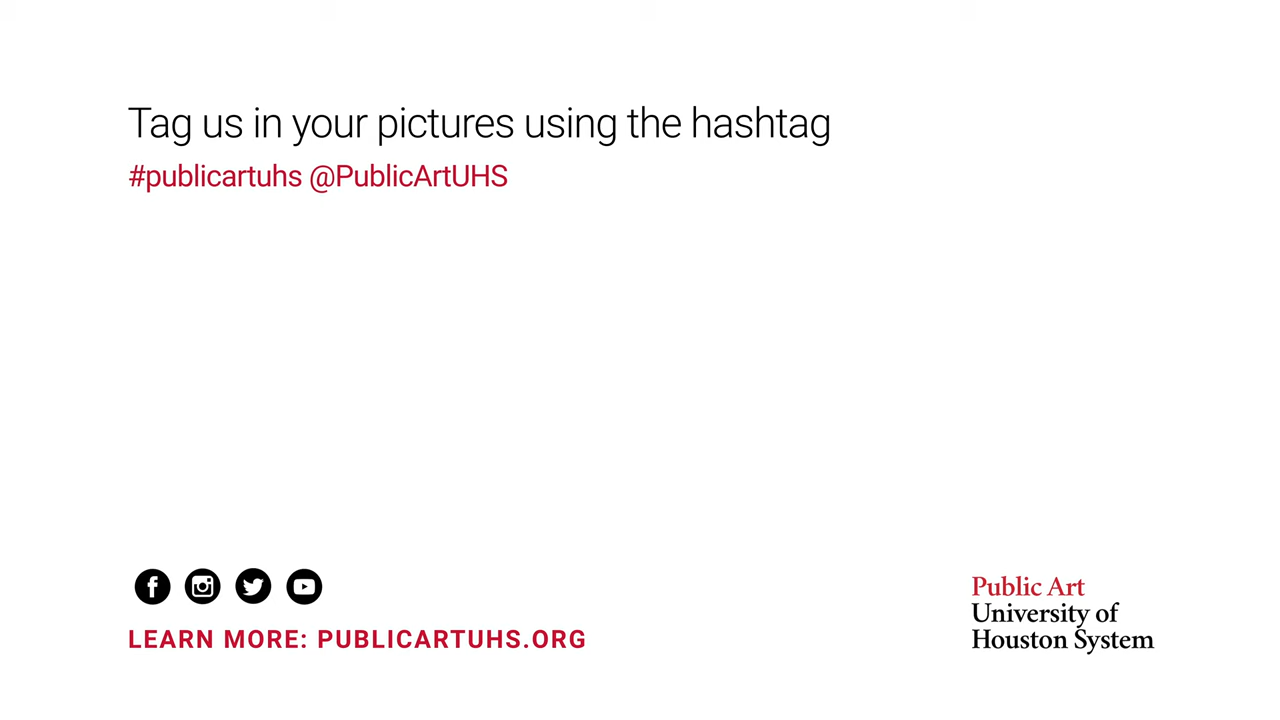 Tag us in your pictures using the hashtag
#publicartuhs @PublicArtUHS
LEARN MORE: PUBLICARTUHS.ORG
Public Art
University of
Houston System